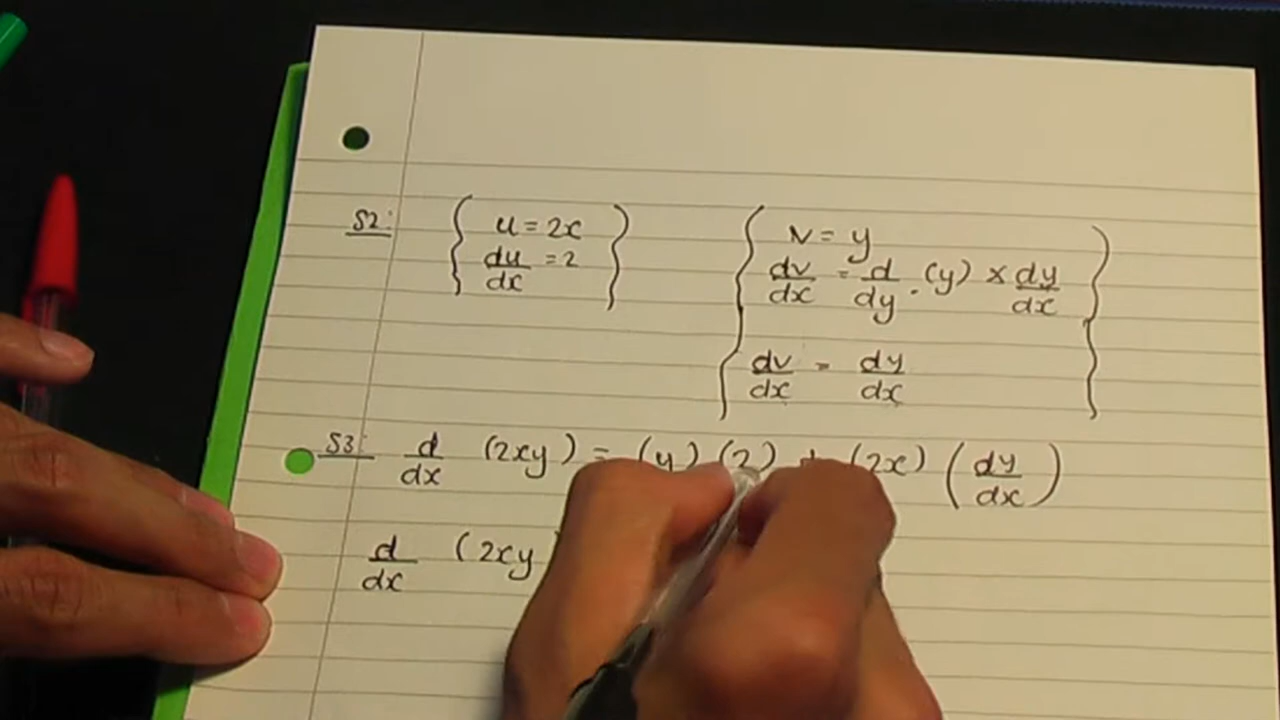 S2: { u = 2x } { v = y
du/dx = 2 dv/dx = d/dy . (y) × dy/dx }
dv/dx = dy/dx
S3: d/dx (2xy) = (y)(2) + (2x)(dy/dx)
d/dx (2xy